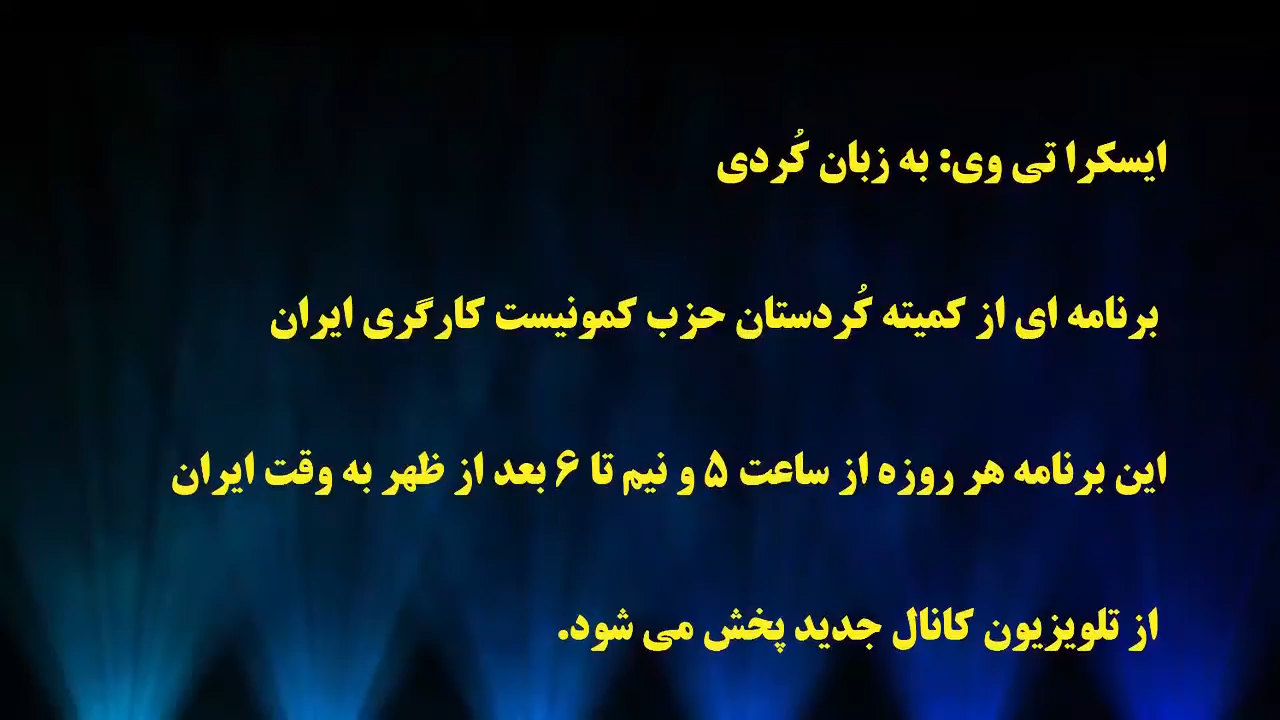 ایسکرا تی وی: به زبان کُردی
برنامه ای از کمیته کُردستان حزب کمونیست کارگری ایران
این برنامه هر روزه از ساعت ۵ و نیم تا ۶ بعد از ظهر به وقت ایران
از تلویزیون کانال جدید پخش می شود.